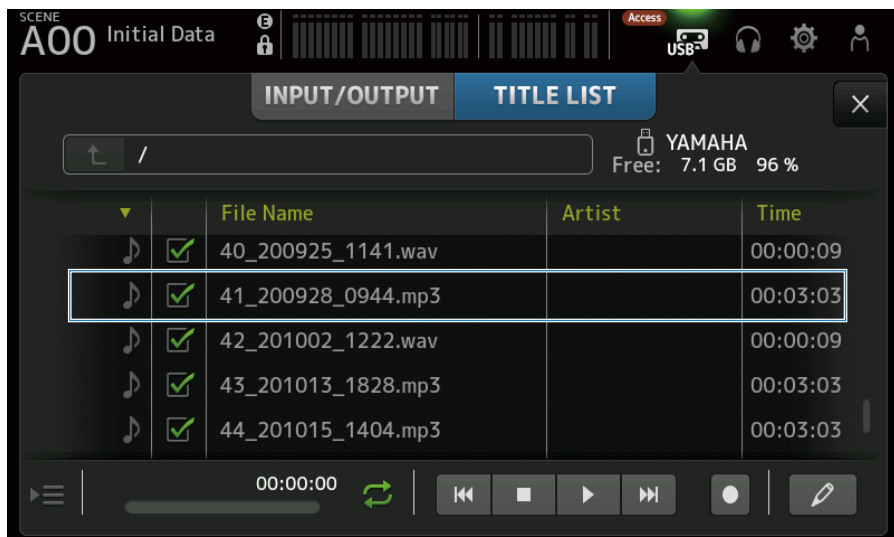 SCENE
A00 Initial Data
E
Access
USB
INPUT/OUTPUT
TITLE LIST
/
YAMAHA
Free: 7.1 GB 96 %
File Name Artist Time
40_200925_1141.wav 00:00:09
41_200928_0944.mp3 00:03:03
42_201002_1222.wav 00:00:09
43_201013_1828.mp3 00:03:03
44_201015_1404.mp3 00:03:03
00:00:00